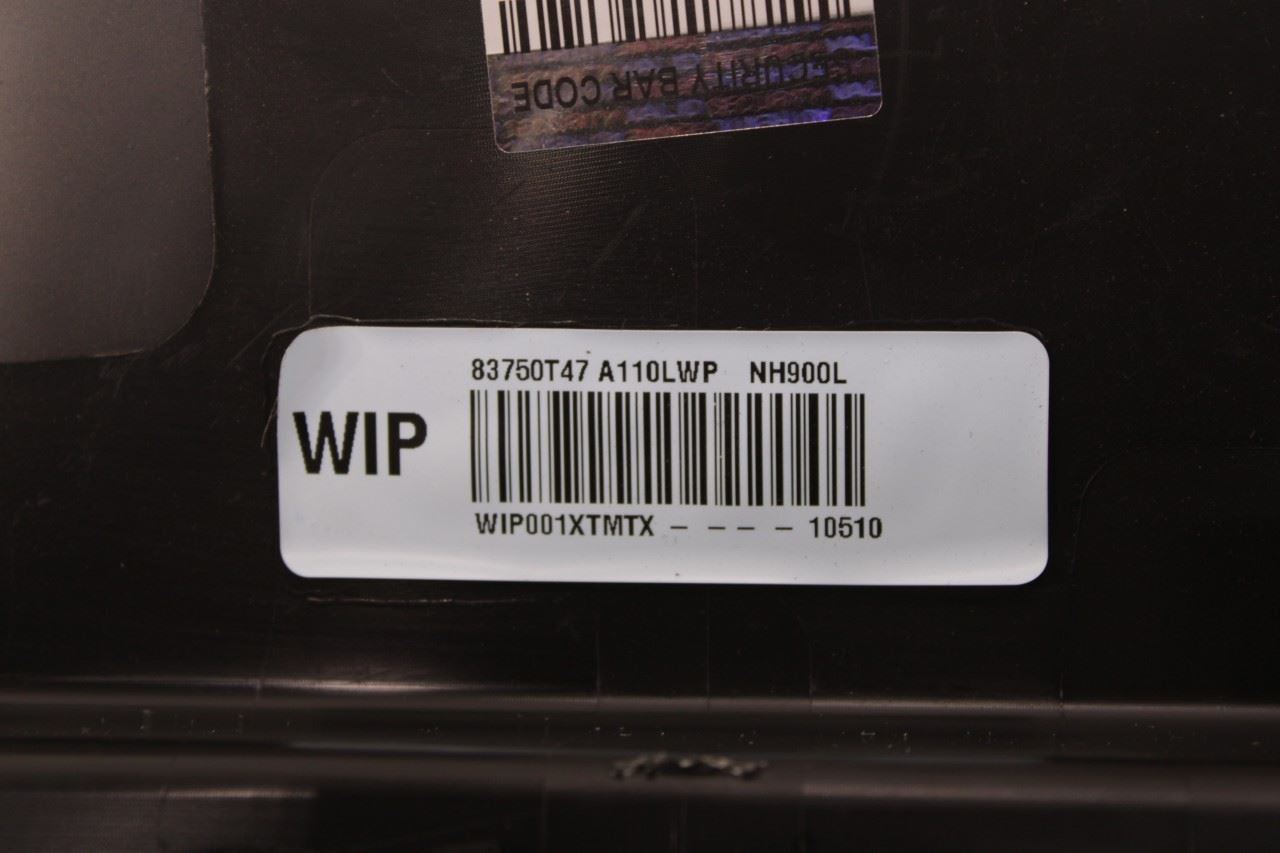 SECURITY BAR CODE
83750T47 A110LWP NH900L
WIP
WIP001XTMTX - - - - 10510